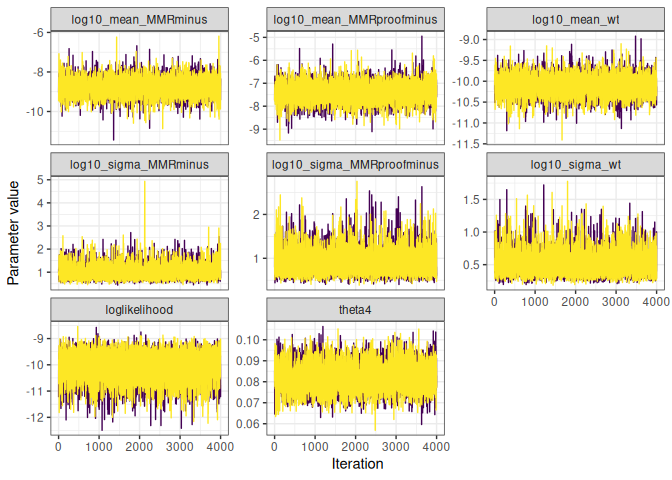 log10_mean_MMRminus
log10_mean_MMRproofminus
log10_mean_wt
-6
-8
-10
-5
-6
-7
-8
-9
-9.0
-9.5
-10.0
-10.5
-11.0
-11.5
log10_sigma_MMRminus
log10_sigma_MMRproofminus
log10_sigma_wt
5
4
3
2
1
2
1
1.5
1.0
0.5
0 1000 2000 3000 4000
loglikelihood
theta4
-9
-10
-11
-12
0.10
0.09
0.08
0.07
0.06
0 1000 2000 3000 4000
0 1000 2000 3000 4000
Parameter value
Iteration